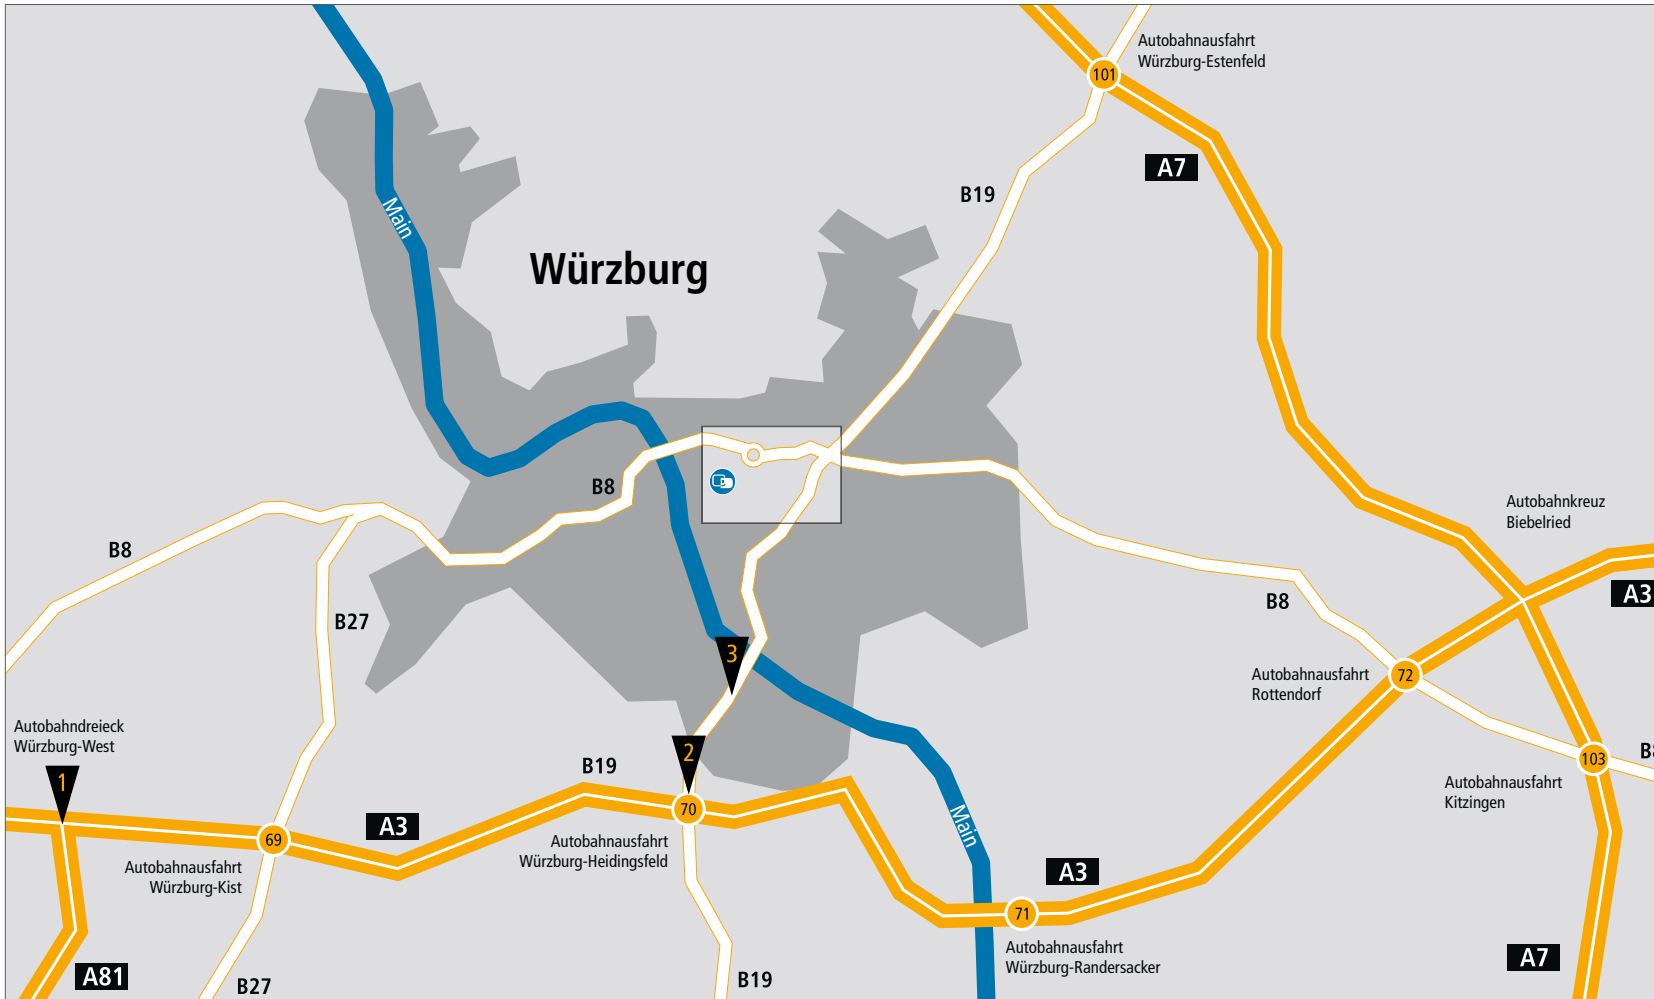 Autobahnausfahrt
Würzburg-Estenfeld
101
A7
B19
Main
Würzburg
B8
Autobahnkreuz
Biebelried
B8
A3
B8
B27
3
72
Autobahnausfahrt
Rottendorf
Autobahndreieck
Würzburg-West
1
2
B19
103
B8
Autobahnausfahrt
Kitzingen
70
A3
69
Autobahnausfahrt
Würzburg-Heidingsfeld
Main
Autobahnausfahrt
Würzburg-Kist
A3
71
Autobahnausfahrt
Würzburg-Randersacker
A7
A81
B27
B19